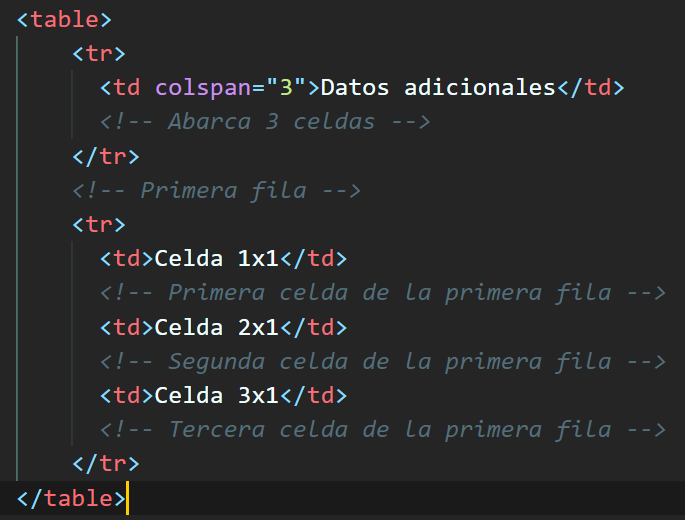 <table>
<tr>
<td colspan="3">Datos adicionales</td>
<!-- Abarca 3 celdas -->
</tr>
<!-- Primera fila -->
<tr>
<td>Celda 1x1</td>
<!-- Primera celda de la primera fila -->
<td>Celda 2x1</td>
<!-- Segunda celda de la primera fila -->
<td>Celda 3x1</td>
<!-- Tercera celda de la primera fila -->
</tr>
</table>